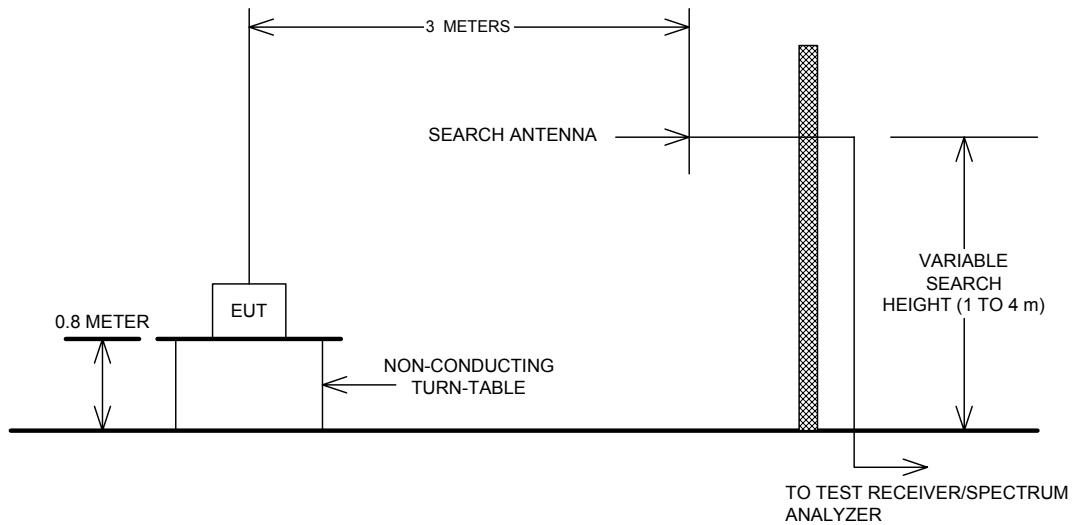 3 METERS
SEARCH ANTENNA
VARIABLE
SEARCH
HEIGHT (1 TO 4 m)
0.8 METER
EUT
NON-CONDUCTING
TURN-TABLE
TO TEST RECEIVER/SPECTRUM
ANALYZER